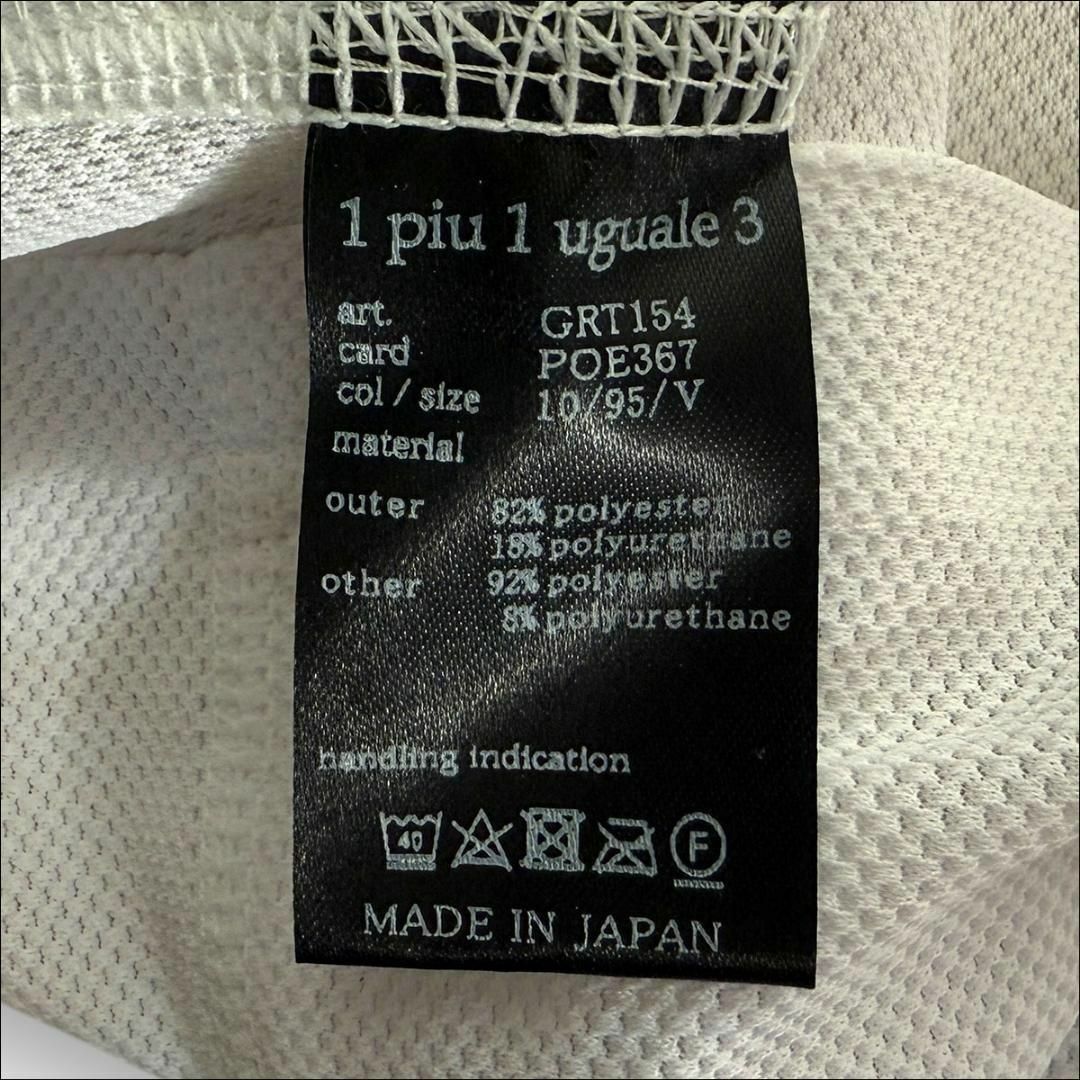 1 piu 1 uguale 3
art. GRT154
card POE367
col / size 10/95/V
material
outer 82% polyester
18% polyurethane
other 92% polyester
8% polyurethane
handling indication
40 F
MADE IN JAPAN